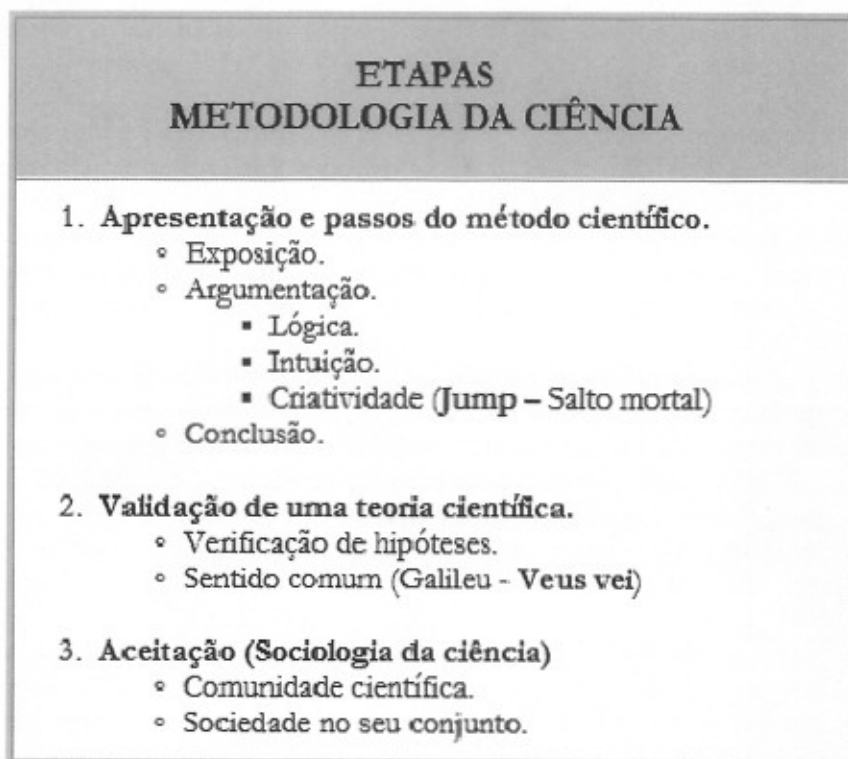 ETAPAS
METODOLOGIA DA CIÊNCIA
1. Apresentação e passos do método científico.
◦ Exposição.
◦ Argumentação.
▪ Lógica.
▪ Intuição.
▪ Criatividade (Jump – Salto mortal)
◦ Conclusão.
2. Validação de uma teoria científica.
◦ Verificação de hipóteses.
◦ Sentido comum (Galileu - Veus vei)
3. Aceitação (Sociologia da ciência)
◦ Comunidade científica.
◦ Sociedade no seu conjunto.